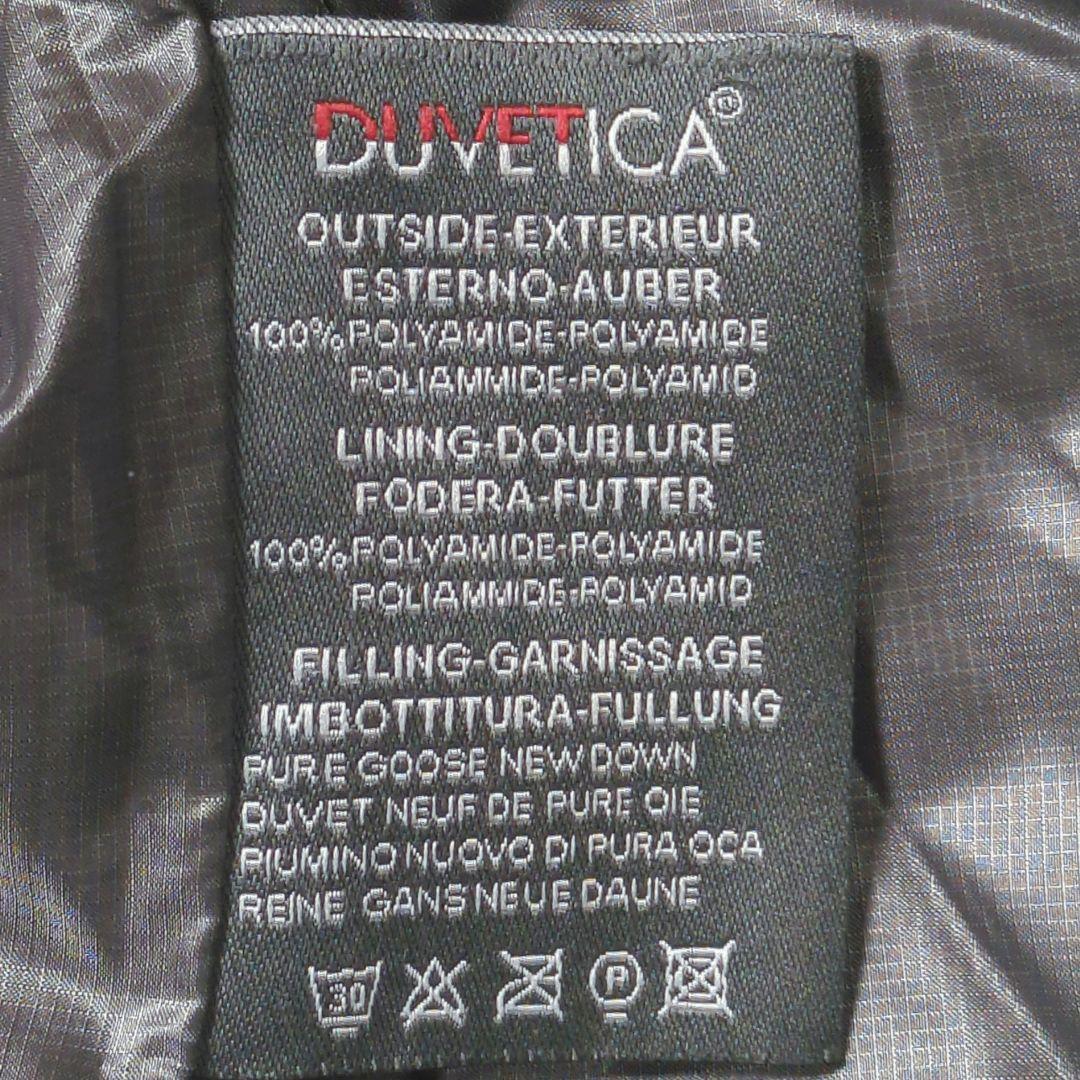 DUVETICA®
OUTSIDE-EXTERIEUR
ESTERNO-AUBER
100%POLYAMIDE-POLYAMIDE
POLIAMMIDE-POLYAMID
LINING-DOUBLURE
FODERA-FUTTER
100%POLYAMIDE-POLYAMIDE
POLIAMMIDE-POLYAMID
FILLING-GARNISSAGE
IMBOTTITURA-FULLUNG
PURE GOOSE NEW DOWN
DUVET NEUF DE PURE OIE
PIUMINO NUOVO DI PURA OCA
REINE GANS NEUE DAUNE
30 P